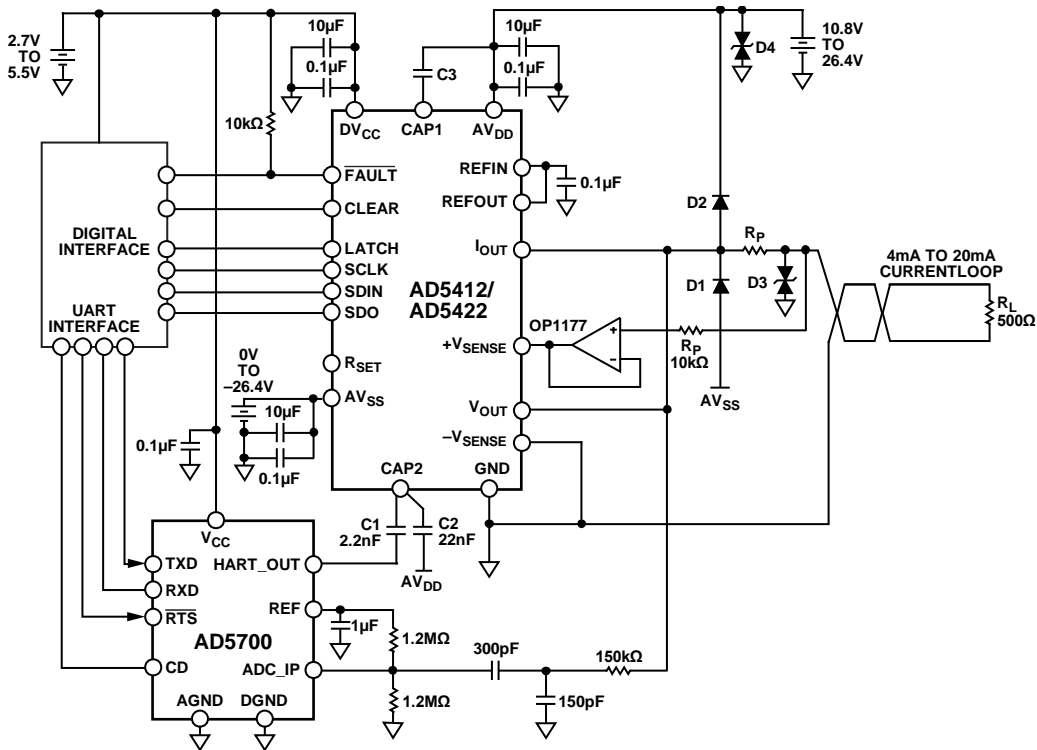 2.7V
TO
5.5V
10µF
0.1µF
10kΩ
C3
10µF
0.1µF
D4
10.8V
TO
26.4V
DVCC
CAP1
AVDD
REFIN
REFOUT
0.1µF
FAULT
CLEAR
LATCH
SCLK
SDIN
SDO
RSET
AVSS
DIGITAL
INTERFACE
UART
INTERFACE
AD5412/
AD5422
IOUT
+VSENSE
VOUT
–VSENSE
CAP2
GND
D2
D1
RP
D3
4mA TO 20mA
CURRENTLOOP
RL
500Ω
OP1177
RP
10kΩ
AVSS
0V
TO
–26.4V
10µF
0.1µF
0.1µF
C1
2.2nF
C2
22nF
AVDD
VCC
TXD
RXD
RTS
CD
HART_OUT
REF
ADC_IP
AD5700
AGND
DGND
1µF
1.2MΩ
1.2MΩ
300pF
150kΩ
150pF